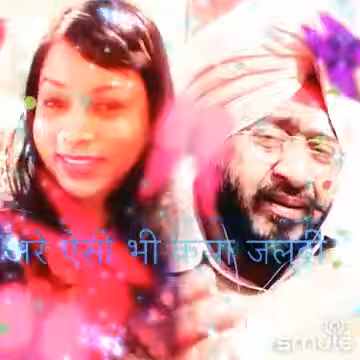 अरे ऐसी भी क्या जल्दी
smule